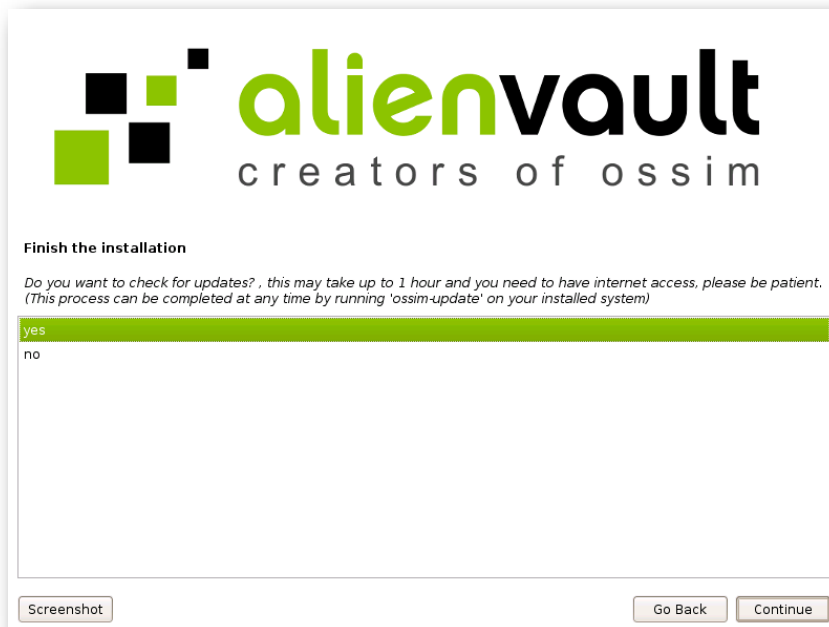 alienvault
creators of ossim
Finish the installation
Do you want to check for updates? , this may take up to 1 hour and you need to have internet access, please be patient.
(This process can be completed at any time by running 'ossim-update' on your installed system)
yes
no
Screenshot
Go Back
Continue